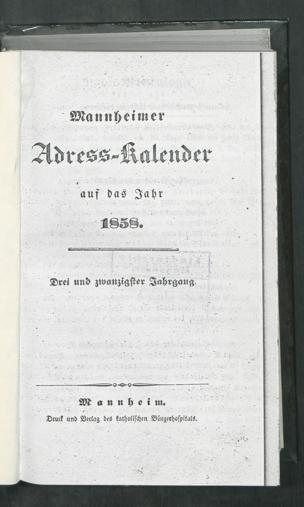 Mannheimer
Adress-Kalender
auf das Jahr
1858.
Drei und zwanzigster Jahrgang.
Mannheim.
Druck und Verlag des katholischen Bürgerhospitals.